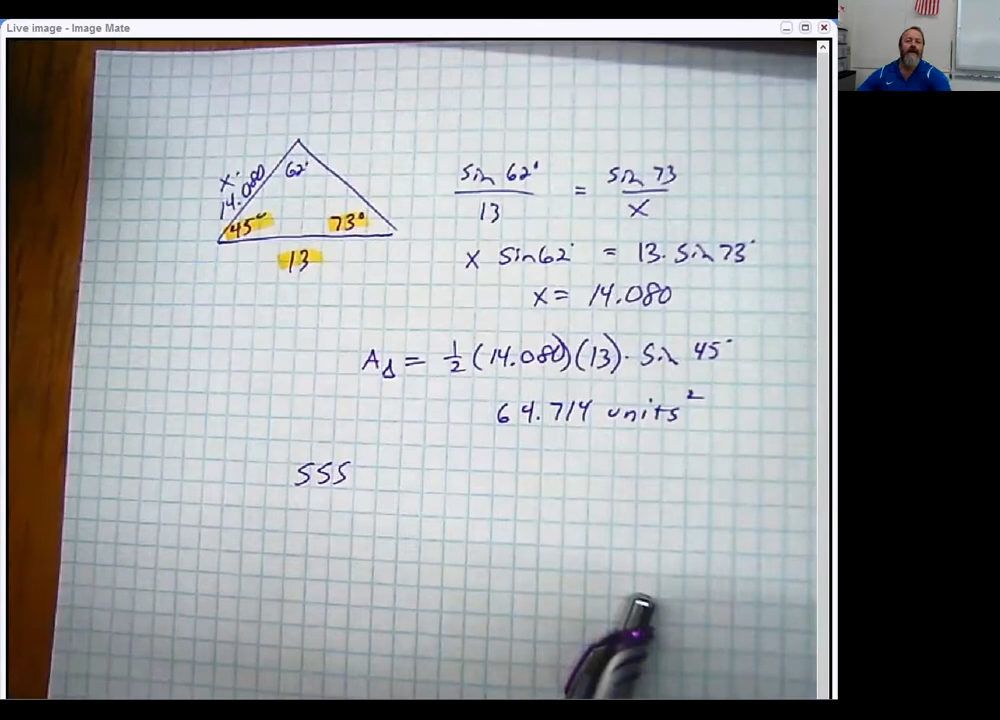 Live image - Image Mate
x.
14.080
62°
45°
73°
13
sin 62° / 13 = sin 73 / x
x sin 62° = 13 · sin 73°
x = 14.080
A△ = 1/2 (14.080)(13) · sin 45°
64.714 units²
SSS